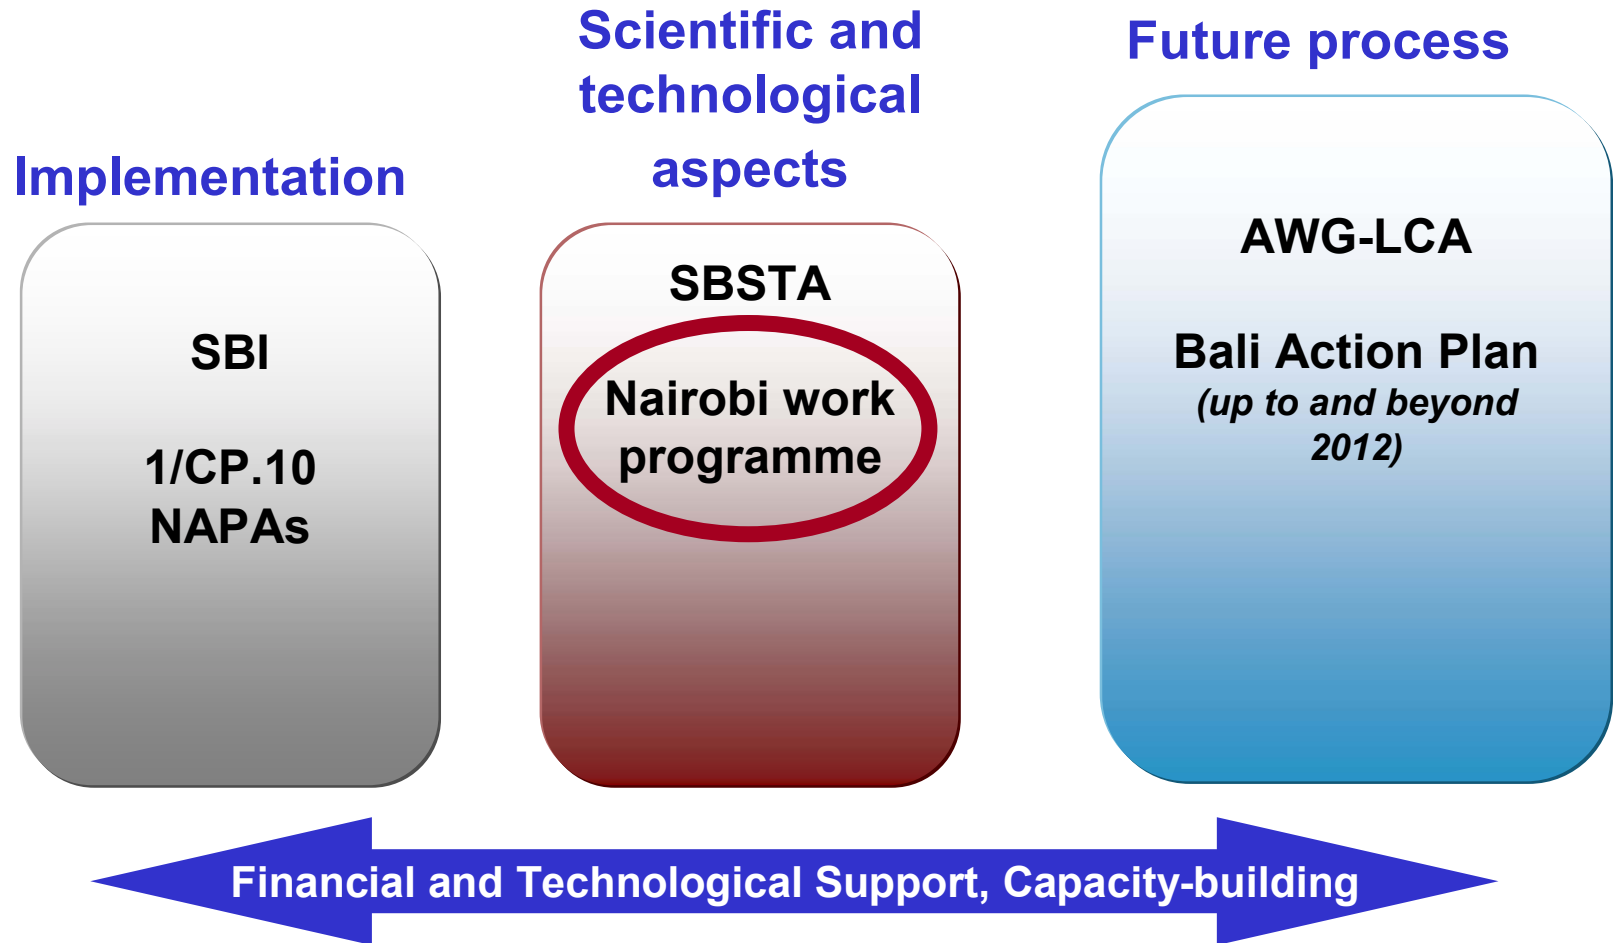 Implementation
SBI
1/CP.10
NAPAs
Scientific and
technological
aspects
SBSTA
Nairobi work
programme
Future process
AWG-LCA
Bali Action Plan
(up to and beyond
2012)
Financial and Technological Support, Capacity-building